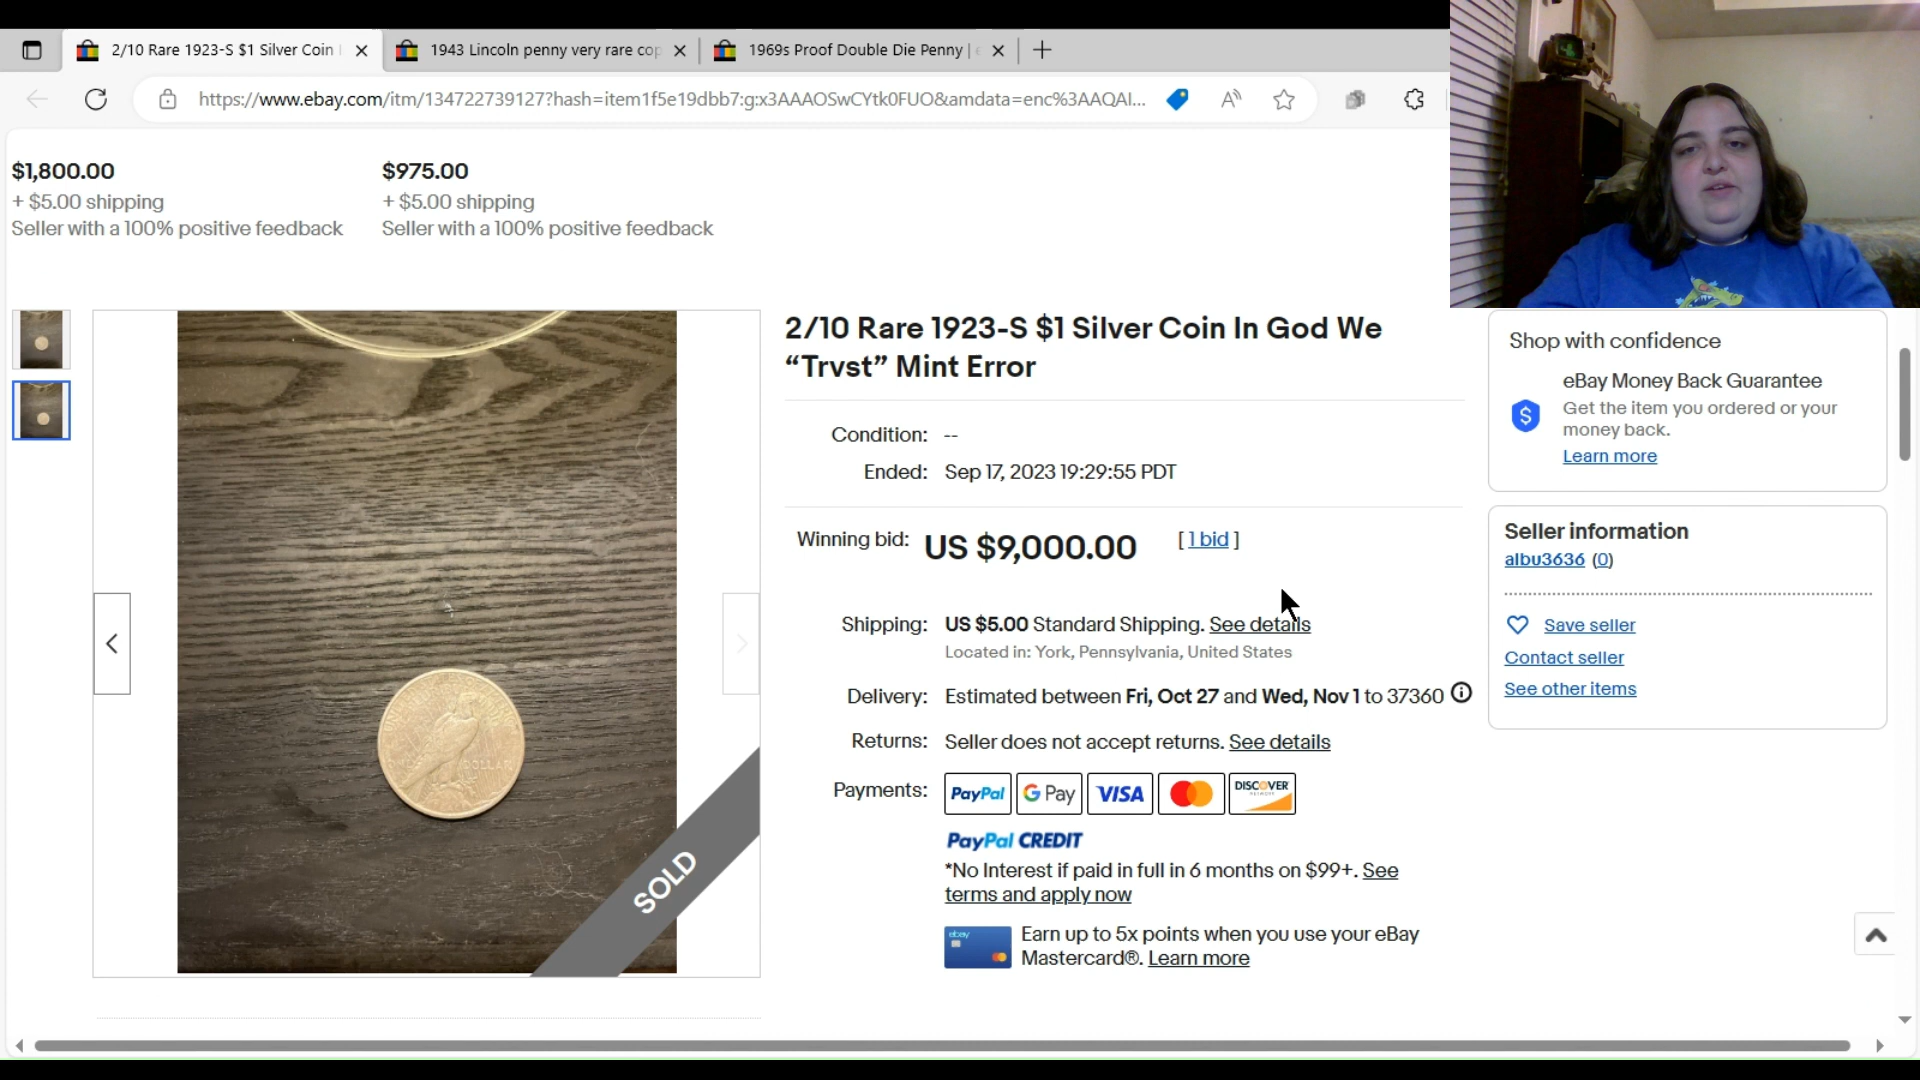 2/10 Rare 1923-S $1 Silver Coin
1943 Lincoln penny very rare cop
1969s Proof Double Die Penny |
https://www.ebay.com/itm/134722739127?hash=item1f5e19dbb7:g:x3AAAOSwCYtk0FUO&amdata=enc%3AAQAI...
$1,800.00
+ $5.00 shipping
Seller with a 100% positive feedback
$975.00
+ $5.00 shipping
Seller with a 100% positive feedback
DOLLAR
SOLD
2/10 Rare 1923-S $1 Silver Coin In God We
“Trvst” Mint Error
Condition: --
Ended: Sep 17, 2023 19:29:55 PDT
Winning bid: US $9,000.00 [ 1 bid ]
Shipping: US $5.00 Standard Shipping. See details
Located in: York, Pennsylvania, United States
Delivery: Estimated between Fri, Oct 27 and Wed, Nov 1 to 37360
Returns: Seller does not accept returns. See details
Payments: PayPal G Pay VISA DISCOVER
PayPal CREDIT
*No Interest if paid in full in 6 months on $99+. See
terms and apply now
ebay
Earn up to 5x points when you use your eBay
Mastercard®. Learn more
Shop with confidence
eBay Money Back Guarantee
Get the item you ordered or your
money back.
Learn more
Seller information
albu3636 (0)
Save seller
Contact seller
See other items